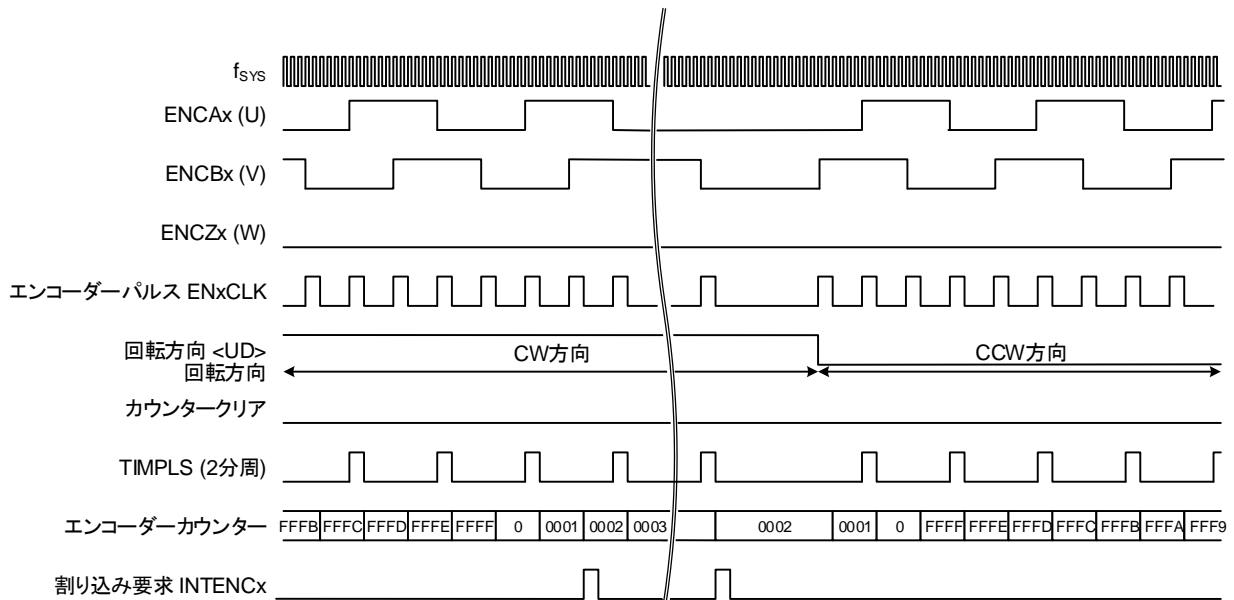 fSYS
ENCAx (U)
ENCBx (V)
ENCZx (W)
エンコーダーパルス ENxCLK
回転方向 <UD>
回転方向
CW方向
CCW方向
カウンタークリア
TIMPLS (2分周)
エンコーダーカウンター
FFFB FFFC FFFD FFFE FFFF 0 0001 0002 0003 0002 0001 0 FFFF FFFE FFFD FFFC FFFB FFFA FFF9
割り込み要求 INTENCx